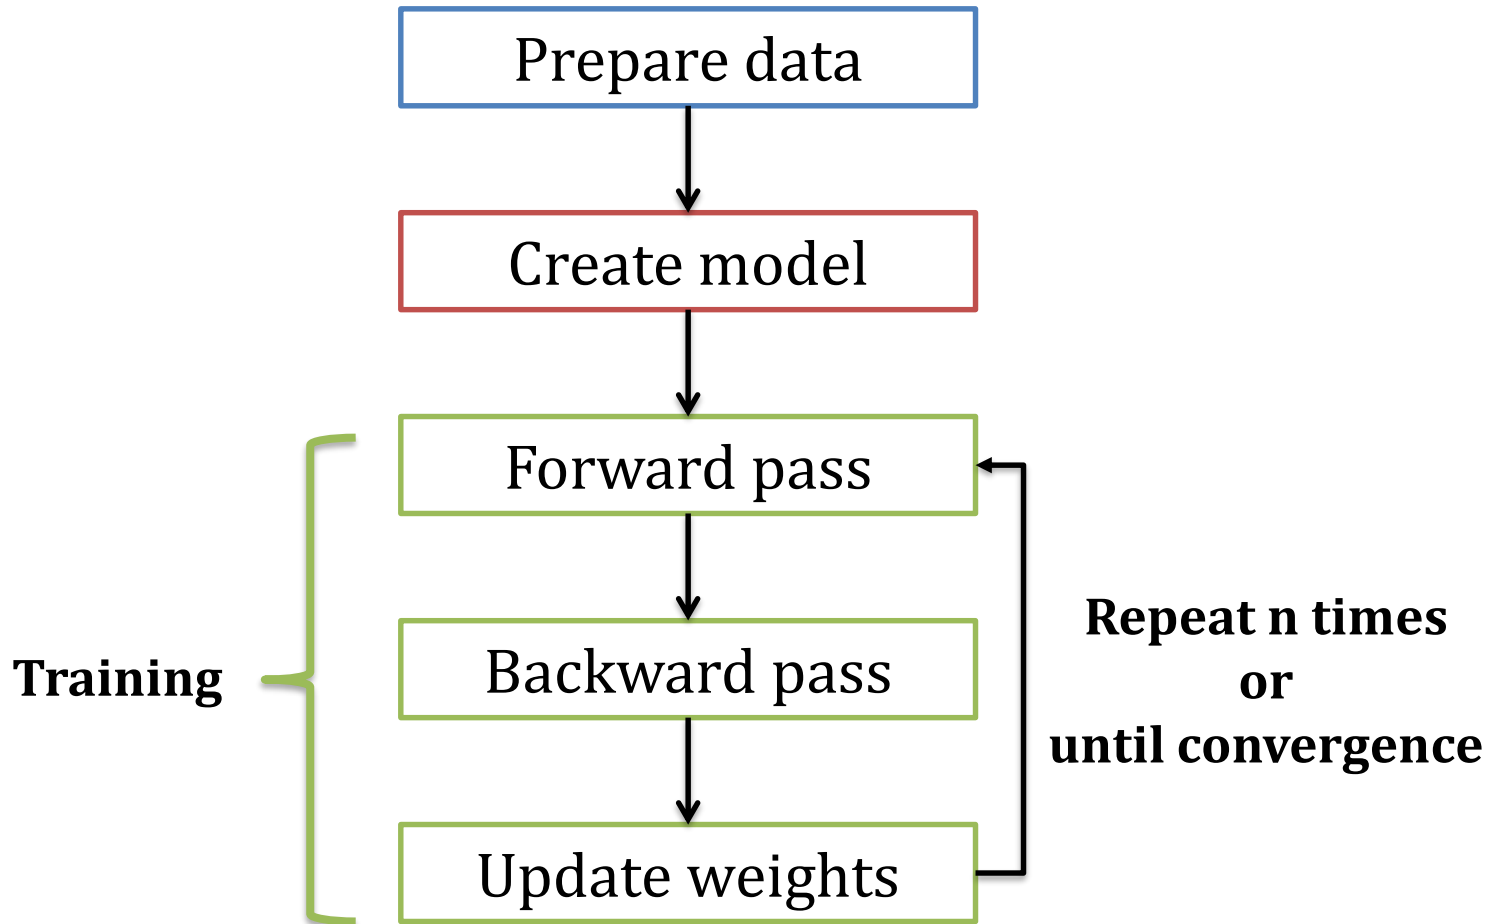 Prepare data
Create model
Forward pass
Backward pass
Update weights
Training
Repeat n times
or
until convergence